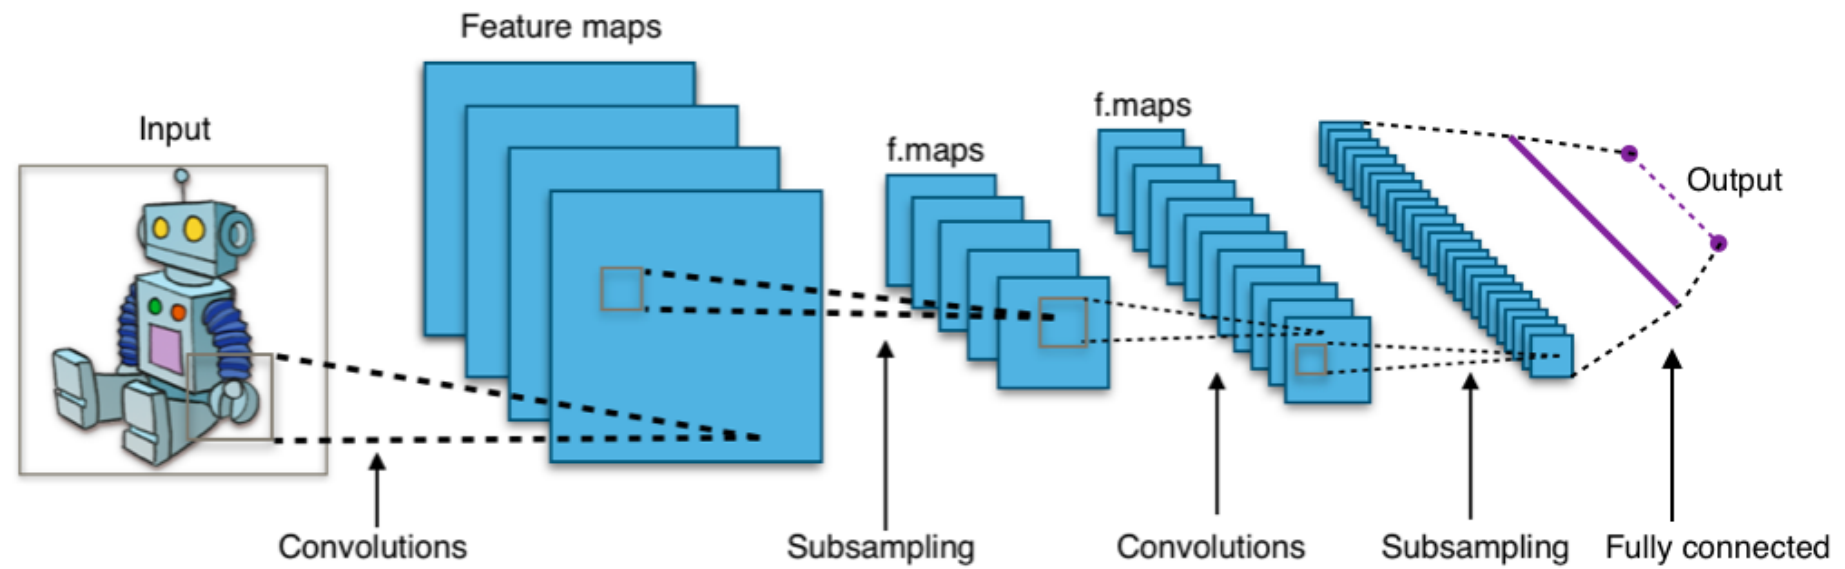 Feature maps
f.maps
Input
f.maps
Output
Convolutions
Subsampling
Convolutions
Subsampling
Fully connected